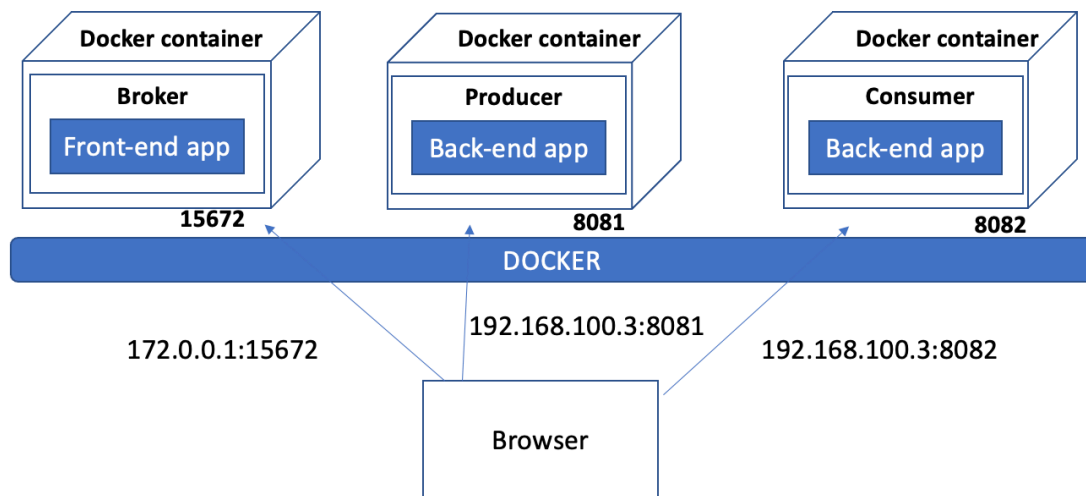 Docker container
Docker container
Docker container
Broker
Producer
Consumer
Front-end app
Back-end app
Back-end app
15672
8081
8082
DOCKER
192.168.100.3:8081
172.0.0.1:15672
192.168.100.3:8082
Browser